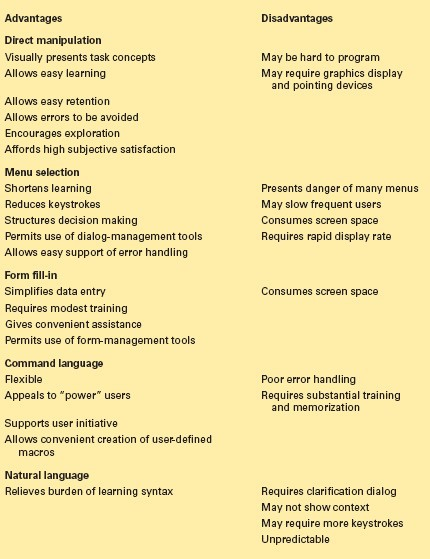 Advantages Disadvantages
Direct manipulation
Visually presents task concepts May be hard to program
Allows easy learning May require graphics display
and pointing devices
Allows easy retention
Allows errors to be avoided
Encourages exploration
Affords high subjective satisfaction
Menu selection
Shortens learning Presents danger of many menus
Reduces keystrokes May slow frequent users
Structures decision making Consumes screen space
Permits use of dialog-management tools Requires rapid display rate
Allows easy support of error handling
Form fill-in
Simplifies data entry Consumes screen space
Requires modest training
Gives convenient assistance
Permits use of form-management tools
Command language
Flexible Poor error handling
Appeals to “power” users Requires substantial training
and memorization
Supports user initiative
Allows convenient creation of user-defined
macros
Natural language
Relieves burden of learning syntax Requires clarification dialog
May not show context
May require more keystrokes
Unpredictable